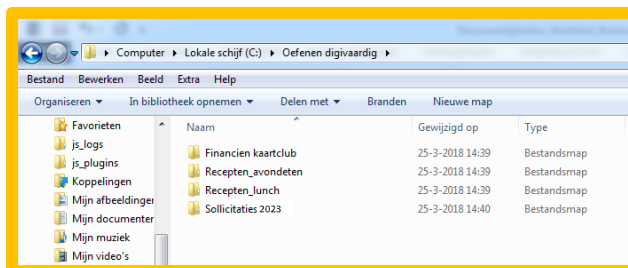 Computer ▸ Lokale schijf (C:) ▸ Oefenen digivaardig ▸
Bestand Bewerken Beeld Extra Help
Organiseren In bibliotheek opnemen Delen met Branden Nieuwe map
Favorieten
js_logs
js_plugins
Koppelingen
Mijn afbeeldingen
Mijn documenten
Mijn muziek
Mijn video's
Naam Gewijzigd op Type
Financien kaartclub 25-3-2018 14:39 Bestandsmap
Recepten_avondeten 25-3-2018 14:39 Bestandsmap
Recepten_lunch 25-3-2018 14:39 Bestandsmap
Sollicitaties 2023 25-3-2018 14:40 Bestandsmap